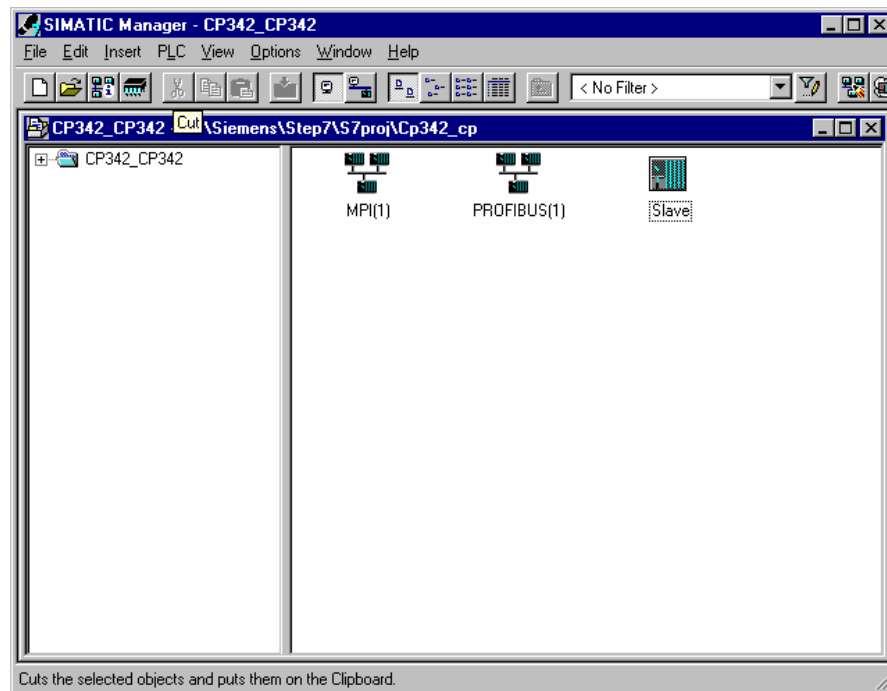 SIMATIC Manager - CP342_CP342
File Edit Insert PLC View Options Window Help
< No Filter >
Cut
CP342_CP342 \Siemens\Step7\S7proj\Cp342_cp
CP342_CP342
MPI(1) PROFIBUS(1) Slave
Cuts the selected objects and puts them on the Clipboard.